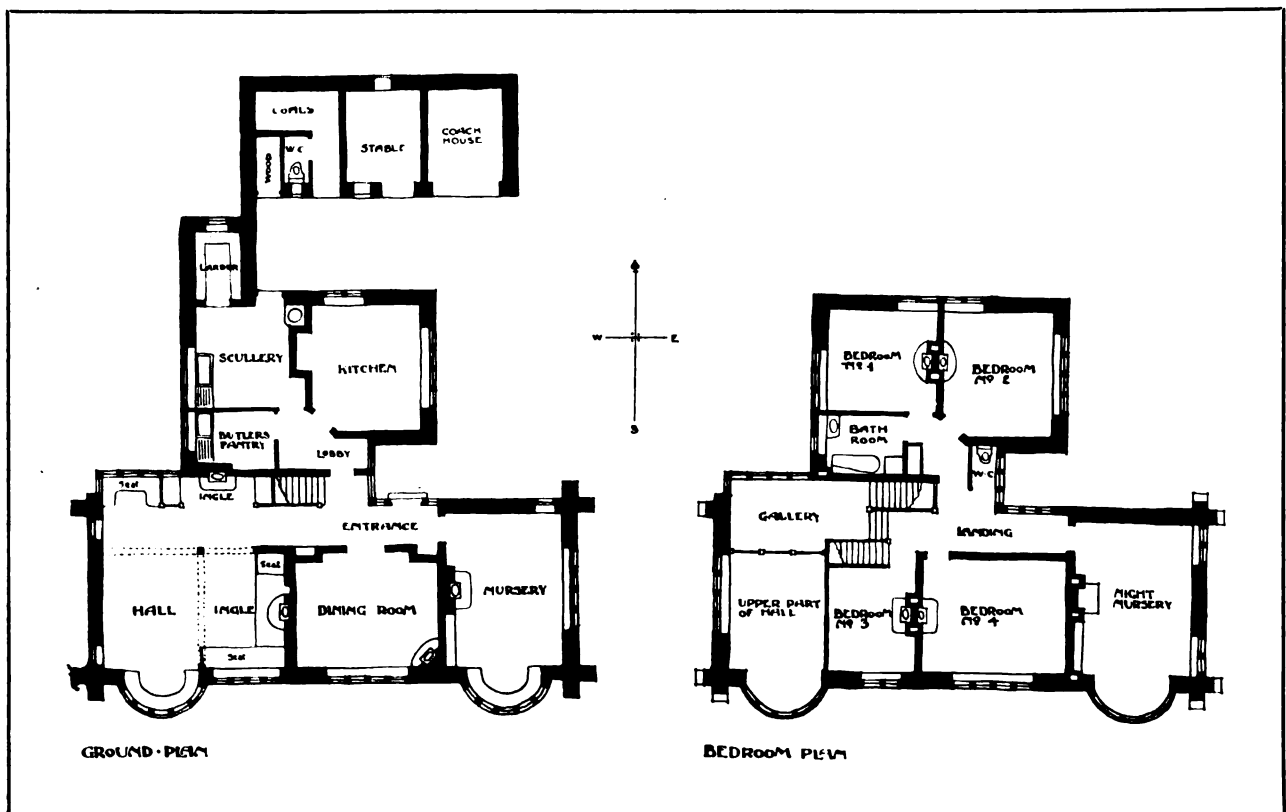 COALS
W.C
WOOD
STABLE
COACH
HOUSE
LARDER
SCULLERY
KITCHEN
BUTLERS
PANTRY
LOBBY
Seat
INGLE
ENTRANCE
Seat
HALL
INGLE
DINING ROOM
NURSERY
Seat
GROUND·PLAN
W
E
S
BEDROOM
No 1
BEDROOM
No 2
BATH
ROOM
W.C
GALLERY
LANDING
UPPER PART
OF HALL
BEDROOM
No 3
BEDROOM
No 4
NIGHT
NURSERY
BEDROOM PLAN